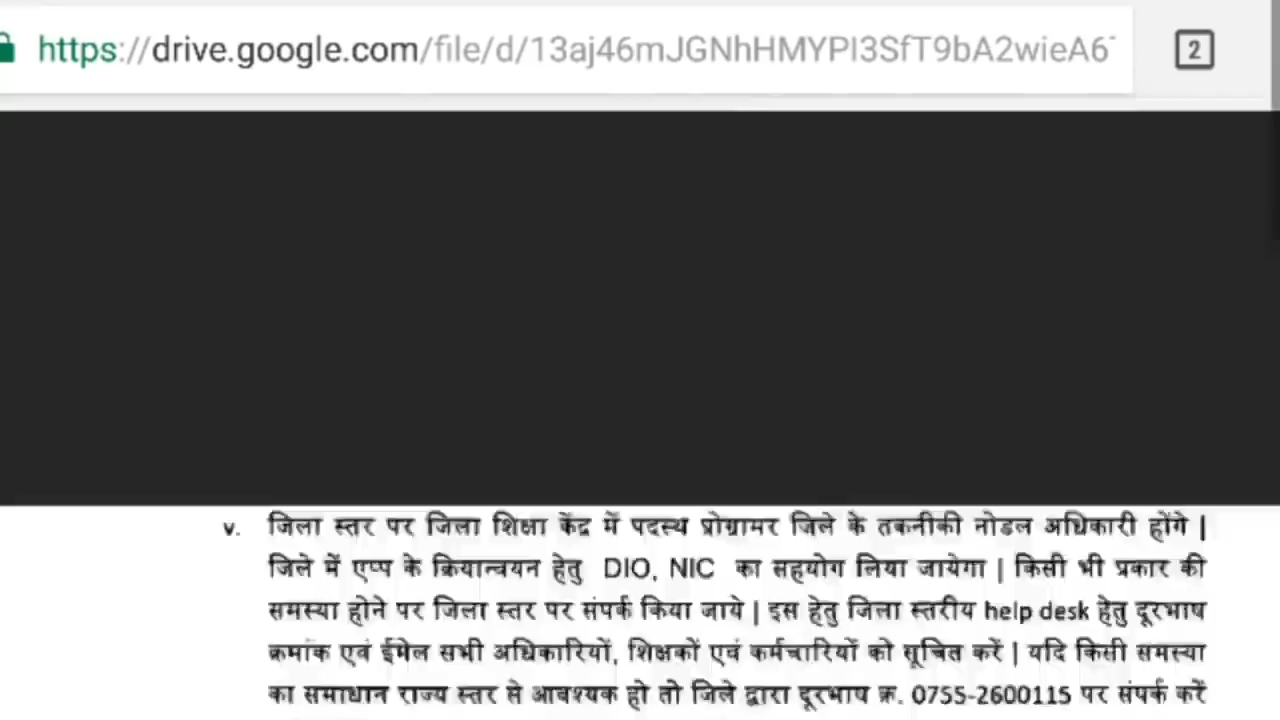 https://drive.google.com/file/d/13aj46mJGNhHMYPI3SfT9bA2wieA6
2
v. जिला स्तर पर जिला शिक्षा केंद्र में पदस्थ प्रोग्रामर जिले के तकनीकी नोडल अधिकारी होंगे |
जिले में एप्प के क्रियान्वयन हेतु DIO, NIC का सहयोग लिया जायेगा | किसी भी प्रकार की
समस्या होने पर जिला स्तर पर संपर्क किया जाये | इस हेतु जिला स्तरीय help desk हेतु दूरभाष
क्रमांक एवं ईमेल सभी अधिकारियों, शिक्षकों एवं कर्मचारियों को सूचित करें | यदि किसी समस्या
का समाधान राज्य स्तर से आवश्यक हो तो जिले द्वारा दूरभाष क्र. 0755-2600115 पर संपर्क करें